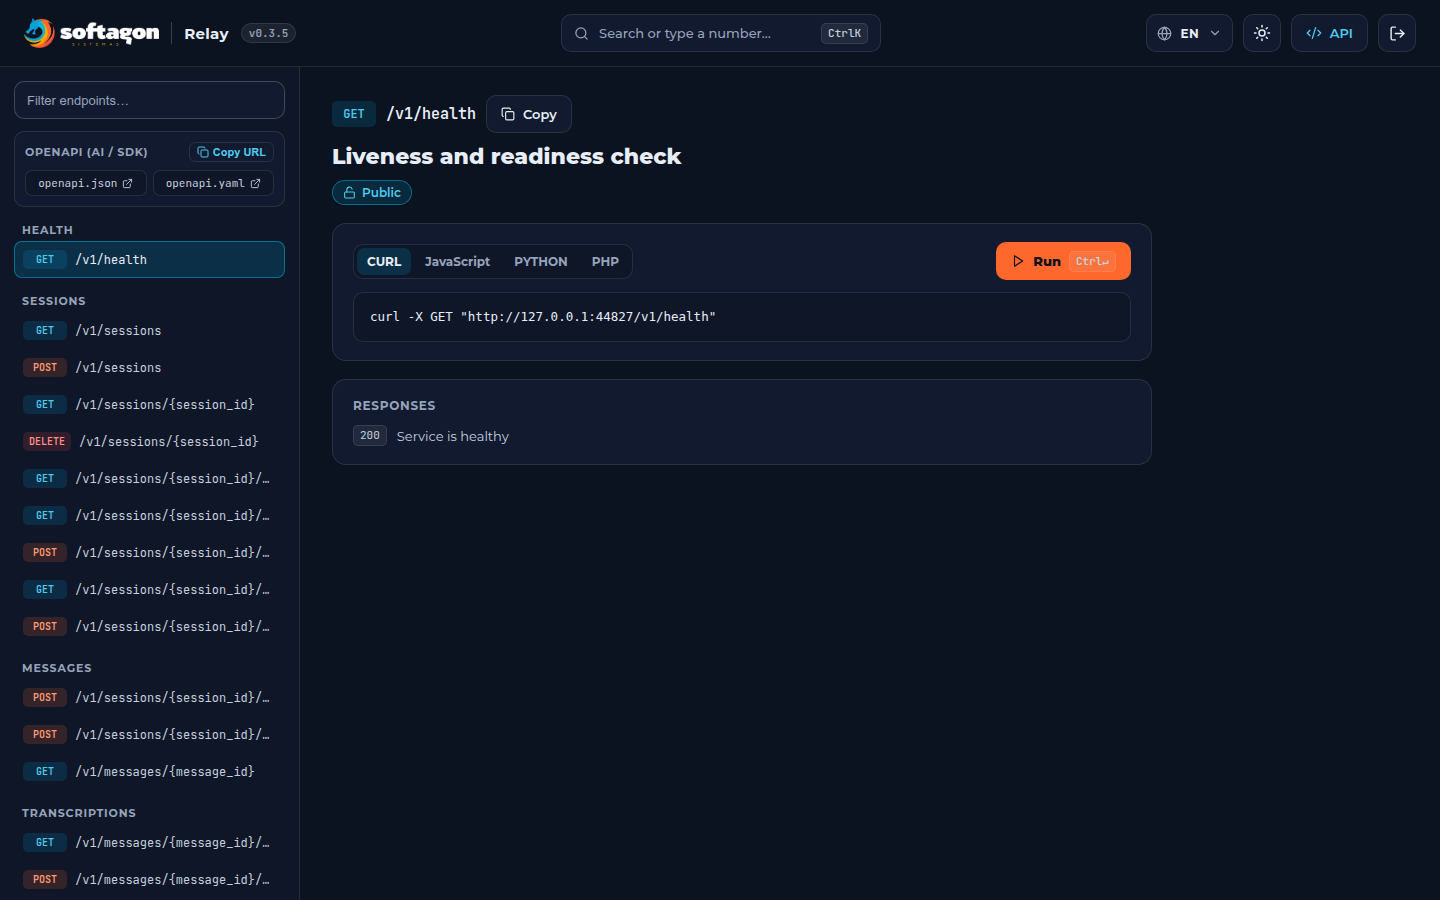 softagon
SISTEMAS
Relay
v0.3.5
Search or type a number...
CtrlK
EN
API
Filter endpoints...
OPENAPI (AI / SDK)
Copy URL
openapi.json
openapi.yaml
HEALTH
GET /v1/health
SESSIONS
GET /v1/sessions
POST /v1/sessions
GET /v1/sessions/{session_id}
DELETE /v1/sessions/{session_id}
GET /v1/sessions/{session_id}/…
GET /v1/sessions/{session_id}/…
POST /v1/sessions/{session_id}/…
GET /v1/sessions/{session_id}/…
POST /v1/sessions/{session_id}/…
MESSAGES
POST /v1/sessions/{session_id}/…
POST /v1/sessions/{session_id}/…
GET /v1/messages/{message_id}
TRANSCRIPTIONS
GET /v1/messages/{message_id}/…
POST /v1/messages/{message_id}/…
GET /v1/health Copy
Liveness and readiness check
Public
CURL JavaScript PYTHON PHP
Run Ctrl↵
curl -X GET "http://127.0.0.1:44827/v1/health"
RESPONSES
200 Service is healthy